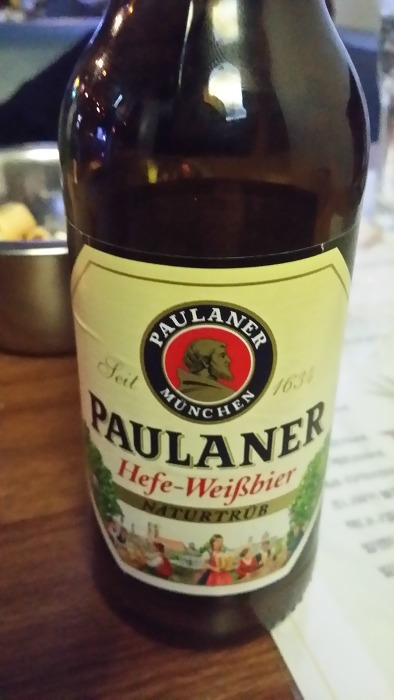 PAULANER
MÜNCHEN
Seit 1634
PAULANER
Hefe-Weißbier
NATURTRÜB